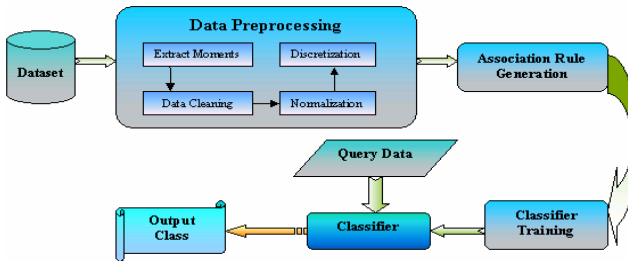 Data Preprocessing
Dataset
Extract Moments
Discretization
Data Cleaning
Normalization
Association Rule
Generation
Query Data
Output
Class
Classifier
Classifier
Training